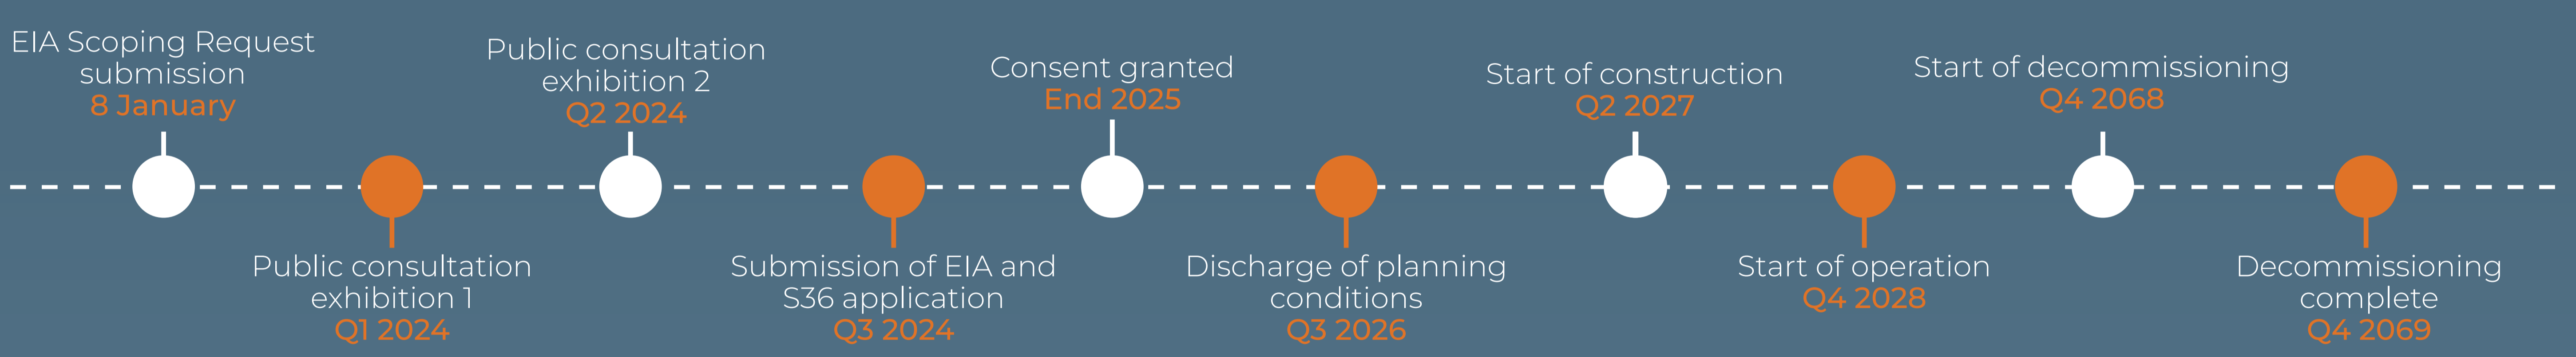 EIA Scoping Request
submission
8 January
Public consultation
exhibition 1
Q1 2024
Public consultation
exhibition 2
Q2 2024
Submission of EIA and
S36 application
Q3 2024
Consent granted
End 2025
Discharge of planning
conditions
Q3 2026
Start of construction
Q2 2027
Start of operation
Q4 2028
Start of decommissioning
Q4 2068
Decommissioning
complete
Q4 2069